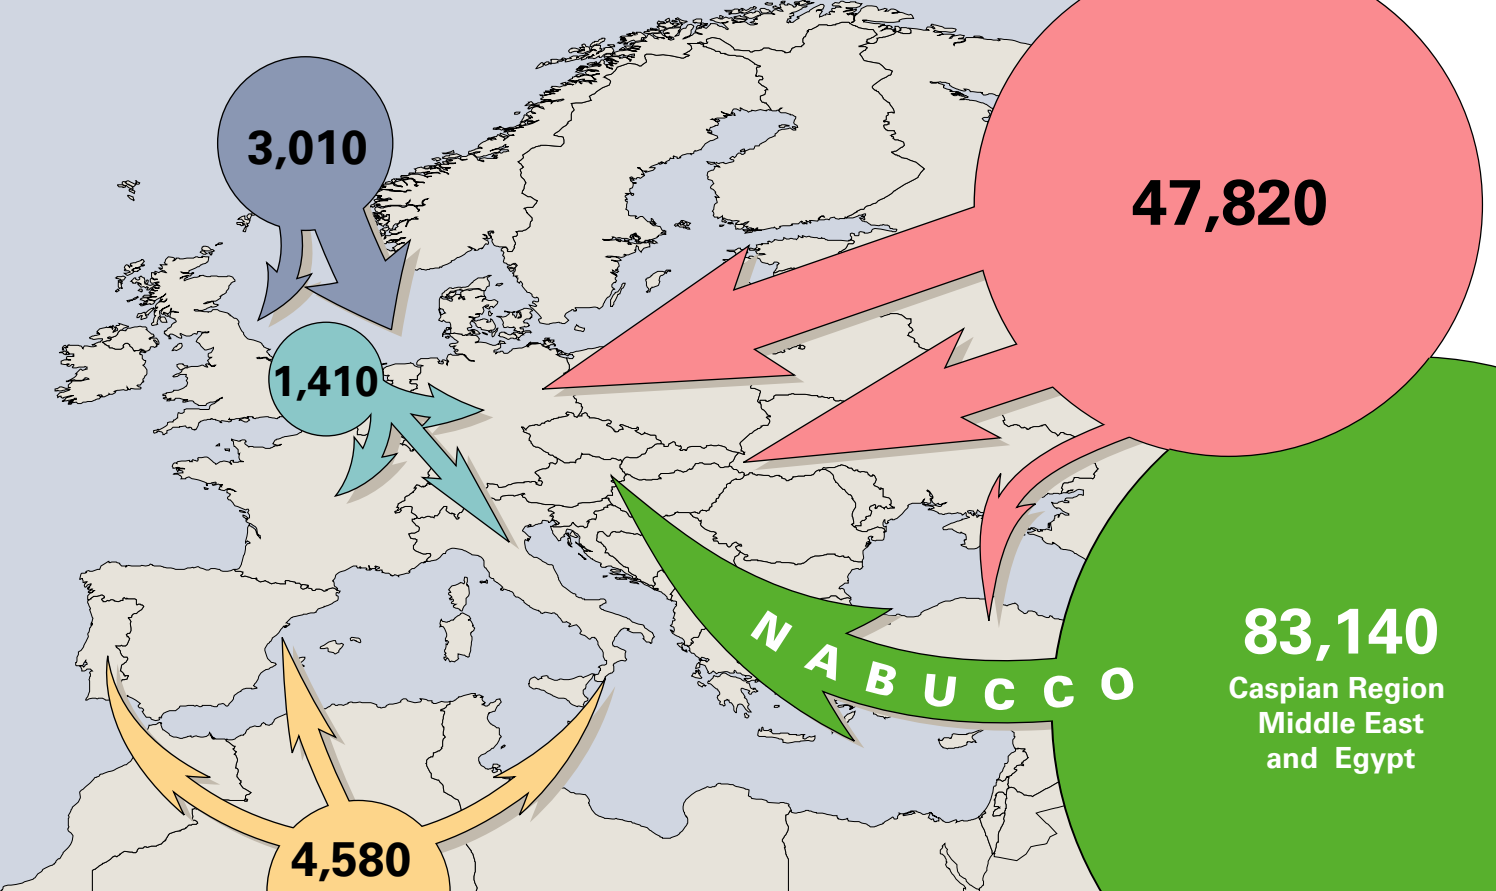 3,010
47,820
1,410
NABUCCO
83,140
Caspian Region
Middle East
and Egypt
4,580